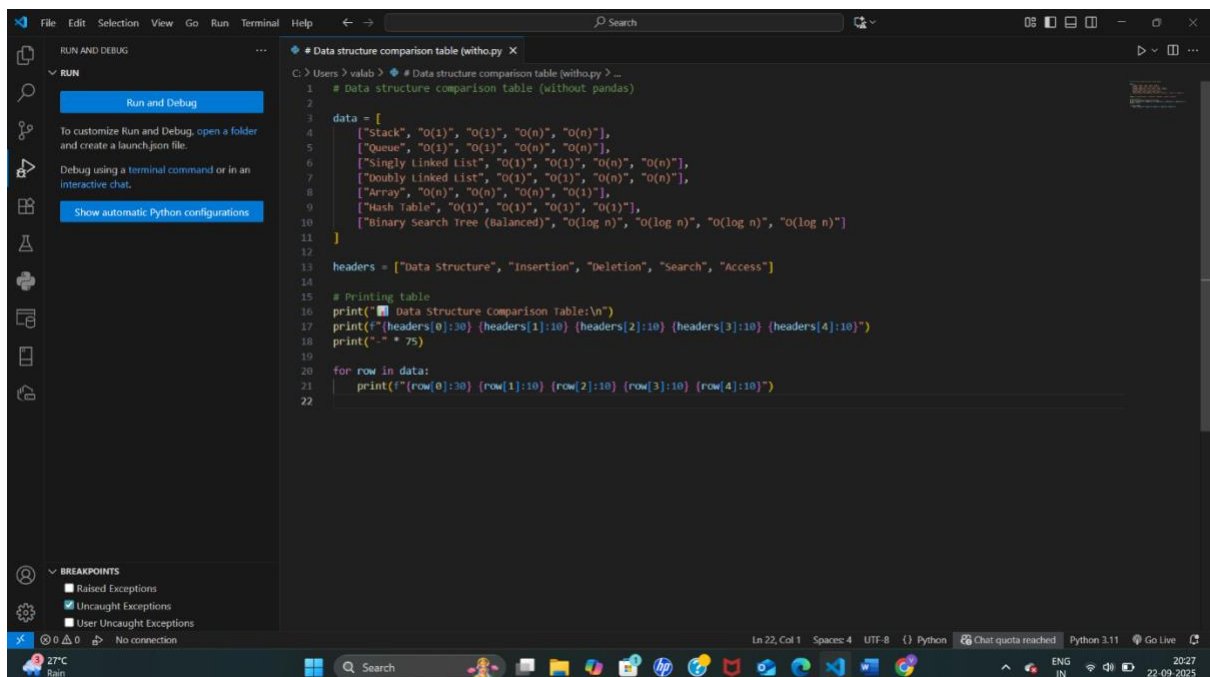 File Edit Selection View Go Run Terminal Help
Search
RUN AND DEBUG
# Data structure comparison table (witho.py
RUN
Run and Debug
To customize Run and Debug, open a folder
and create a launch.json file.
Debug using a terminal command or in an
interactive chat.
Show automatic Python configurations
C: > Users > valab > # Data structure comparison table (witho.py > ...
1 # Data structure comparison table (without pandas)
2
3 data = [
4     ["Stack", "O(1)", "O(1)", "O(n)", "O(n)"],
5     ["Queue", "O(1)", "O(1)", "O(n)", "O(n)"],
6     ["Singly Linked List", "O(1)", "O(1)", "O(n)", "O(n)"],
7     ["Doubly Linked List", "O(1)", "O(1)", "O(n)", "O(n)"],
8     ["Array", "O(n)", "O(n)", "O(n)", "O(1)"],
9     ["Hash Table", "O(1)", "O(1)", "O(1)", "O(1)"],
10     ["Binary Search Tree (Balanced)", "O(log n)", "O(log n)", "O(log n)", "O(log n)"]
11 ]
12
13 headers = ["Data Structure", "Insertion", "Deletion", "Search", "Access"]
14
15 # Printing table
16 print("📊 Data Structure Comparison Table:\n")
17 print(f"{headers[0]:30} {headers[1]:10} {headers[2]:10} {headers[3]:10} {headers[4]:10}")
18 print("-" * 75)
19
20 for row in data:
21     print(f"{row[0]:30} {row[1]:10} {row[2]:10} {row[3]:10} {row[4]:10}")
22
BREAKPOINTS
Raised Exceptions
Uncaught Exceptions
User Uncaught Exceptions
0 0 0 No connection
Ln 22, Col 1 Spaces: 4 UTF-8 {} Python Chat quota reached Python 3.11 Go Live
3
27°C
Rain
Search
hp
ENG
IN
20:27
22-09-2025